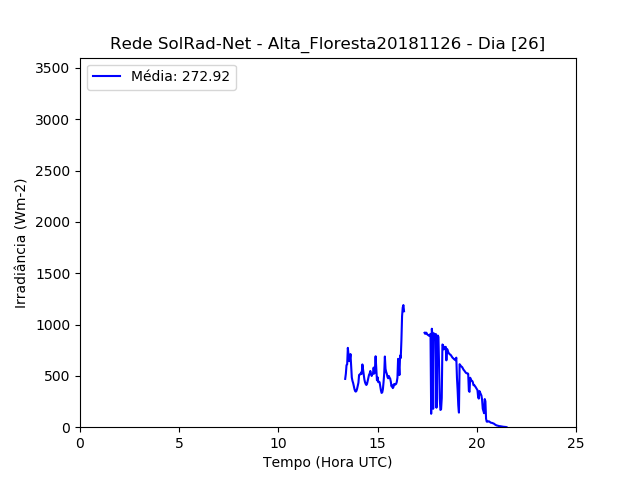 Rede SolRad-Net - Alta_Floresta20181126 - Dia [26]
Média: 272.92
3500
3000
2500
2000
1500
1000
500
0
Irradiância (Wm-2)
0 5 10 15 20 25
Tempo (Hora UTC)